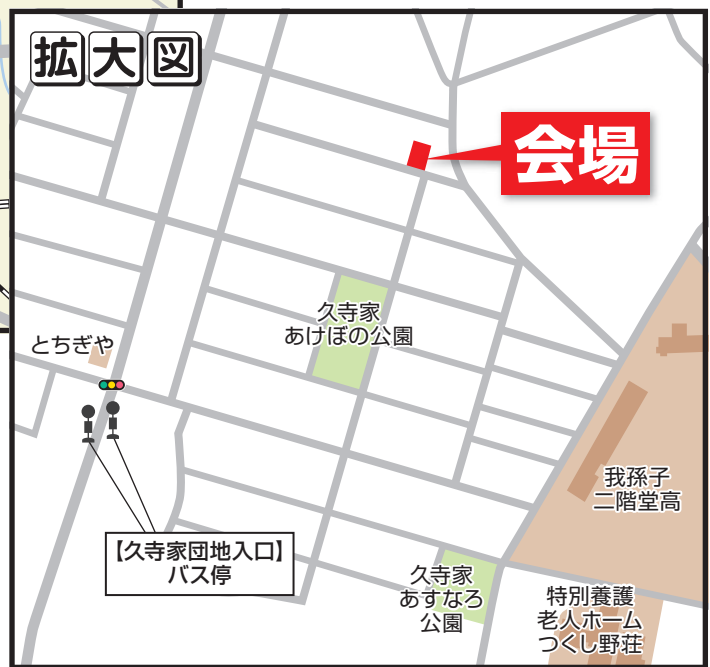 拡大図
会場
久寺家
あけぼの公園
とちぎや
我孫子
二階堂高
【久寺家団地入口】
バス停
久寺家
あすなろ
公園
特別養護
老人ホーム
つくし野荘